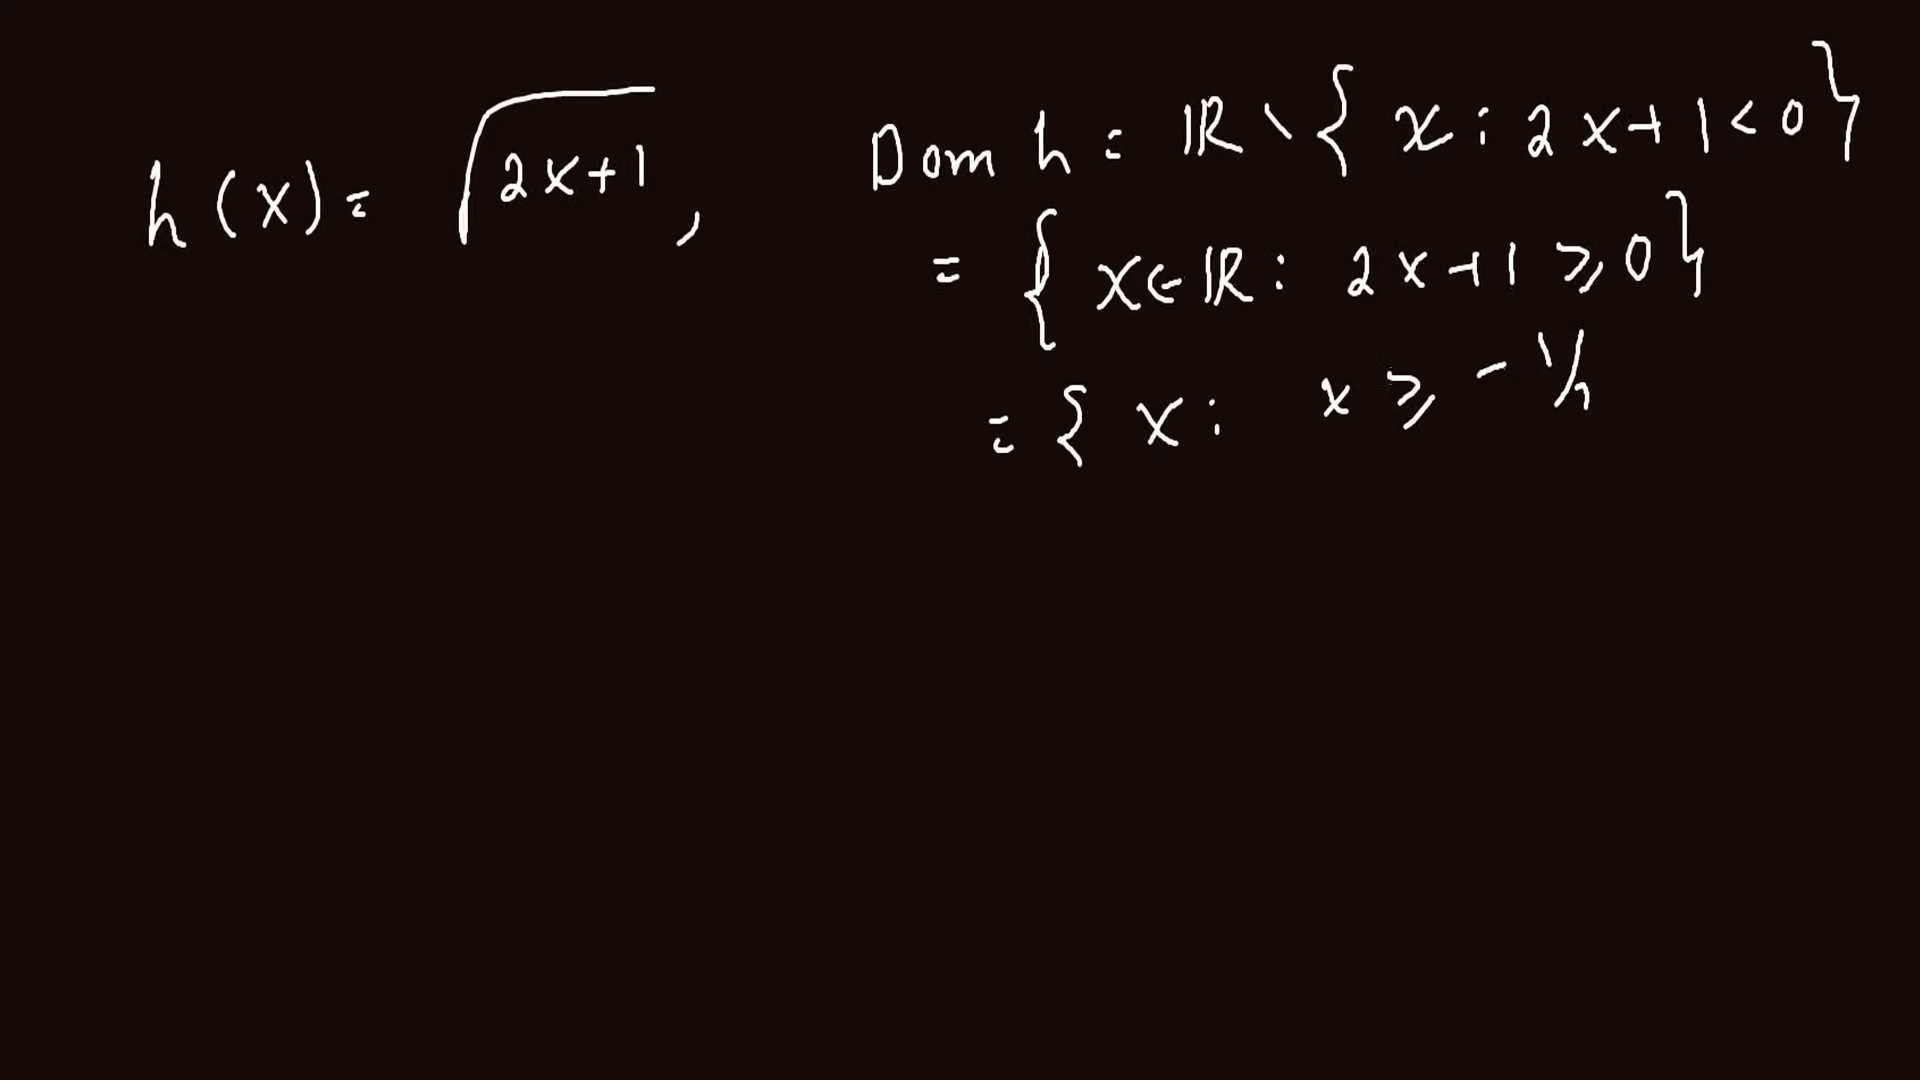 h(x) = √(2x+1) , Dom h = ℝ \ { x : 2x+1 < 0 }
= { x ∈ ℝ : 2x+1 ⩾ 0 }
= { x : x ⩾ - 1/2